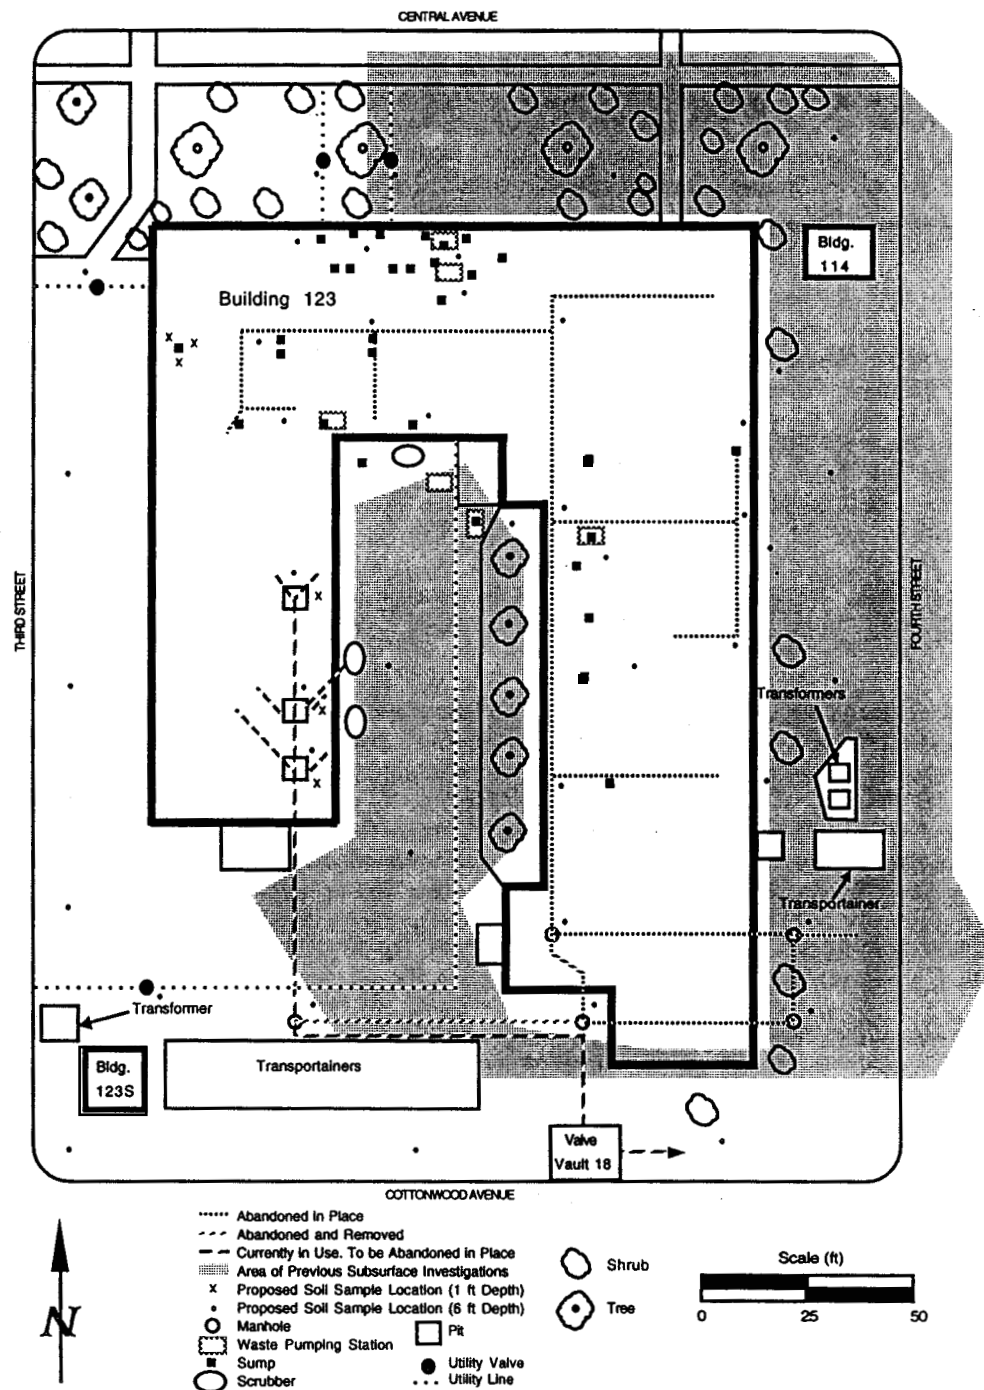 CENTRAL AVENUE
Bldg.
114
Building 123
THIRD STREET
FOURTH STREET
Transformers
Transportainer
Transformer
Bldg.
123S
Transportainers
Valve
Vault 18
COTTONWOOD AVENUE
N
Abandoned in Place
Abandoned and Removed
Currently in Use. To be Abandoned in Place
Area of Previous Subsurface Investigations
x Proposed Soil Sample Location (1 ft Depth)
Proposed Soil Sample Location (6 ft Depth)
Manhole
Pit
Waste Pumping Station
Sump
Utility Valve
Scrubber
Utility Line
Shrub
Tree
Scale (ft)
0 25 50